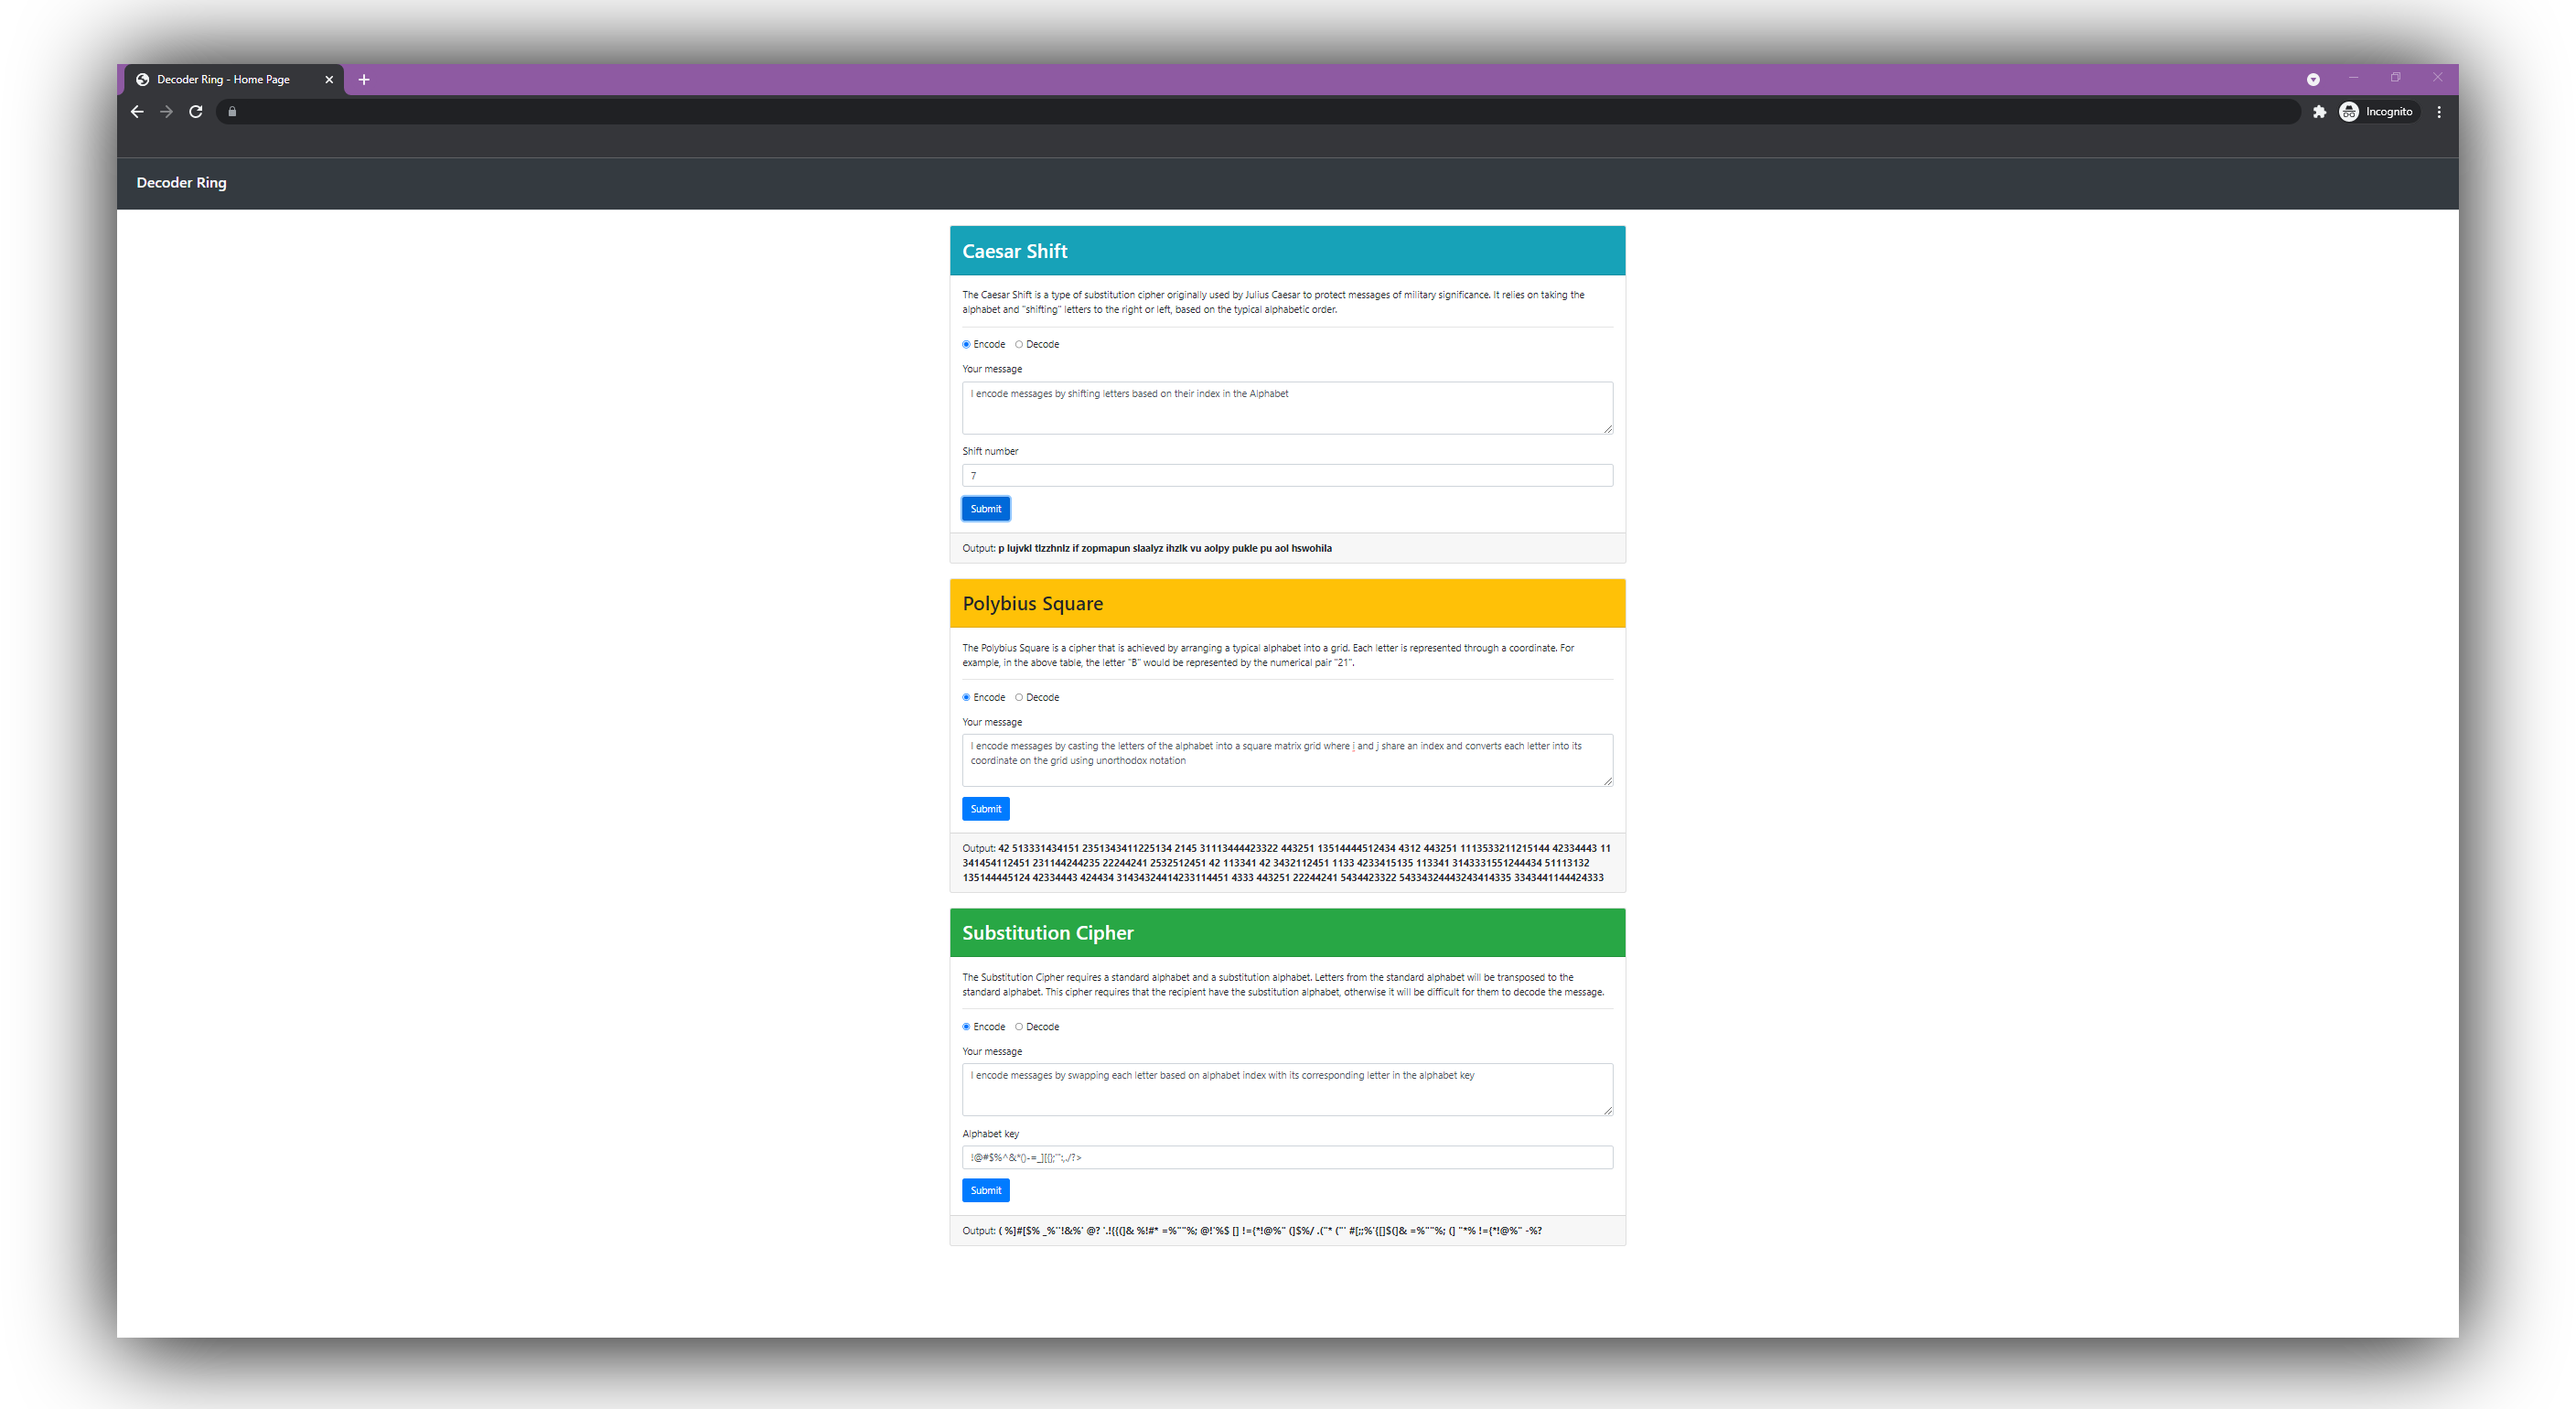 Decoder Ring - Home Page
Incognito
Decoder Ring
Caesar Shift
The Caesar Shift is a type of substitution cipher originally used by Julius Caesar to protect messages of military significance. It relies on taking the
alphabet and "shifting" letters to the right or left, based on the typical alphabetic order.
Encode Decode
Your message
I encode messages by shifting letters based on their index in the Alphabet
Shift number
7
Submit
Output: p lujvkl tlzzhnlz if zopmapun slaalyz ihzlk vu aolpy pukle pu aol hswohila
Polybius Square
The Polybius Square is a cipher that is achieved by arranging a typical alphabet into a grid. Each letter is represented through a coordinate. For
example, in the above table, the letter "B" would be represented by the numerical pair "21".
Encode Decode
Your message
I encode messages by casting the letters of the alphabet into a square matrix grid where i and j share an index and converts each letter into its
coordinate on the grid using unorthodox notation
Submit
Output: 42 513331434151 2351343411225134 2145 31113444423322 443251 13514444512434 4312 443251 1113533211215144 42334443 11
341454112451 231144244235 22244241 2532512451 42 113341 42 3432112451 1133 4233415135 113341 3143331551244434 51113132
135144445124 42334443 424434 31434324414233114451 4333 443251 22244241 5434423322 54334324443243414335 3343441144424333
Substitution Cipher
The Substitution Cipher requires a standard alphabet and a substitution alphabet. Letters from the standard alphabet will be transposed to the
standard alphabet. This cipher requires that the recipient have the substitution alphabet, otherwise it will be difficult for them to decode the message.
Encode Decode
Your message
I encode messages by swapping each letter based on alphabet index with its corresponding letter in the alphabet key
Alphabet key
Submit
Output: